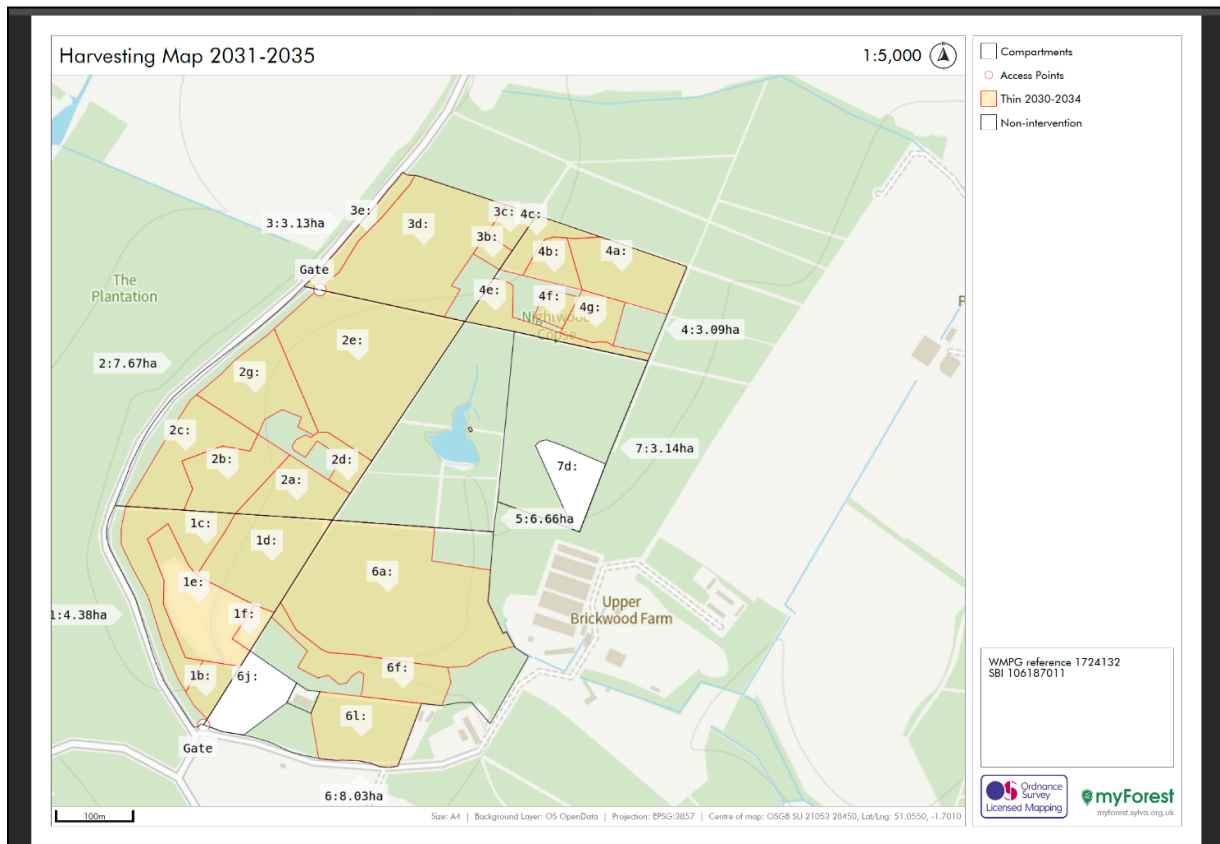 Harvesting Map 2031-2035
1:5,000
N
3e:
3:3.13ha
3d:
3c:
4c:
3b:
4b:
4a:
Gate
The
Plantation
4e:
4f:
4g:
Nightwood
Copse
4:3.09ha
2e:
2:7.67ha
2g:
2c:
2b:
2d:
2a:
7:3.14ha
7d:
5:6.66ha
1c:
1d:
6a:
1e:
1f:
1:4.38ha
Upper
Brickwood Farm
1b:
6j:
6f:
6l:
Gate
6:8.03ha
P
100m
Size: A4 | Background Layer: OS OpenData | Projection: EPSG:3857 | Centre of map: OSGB SU 21053 28450, Lat/Lng: 51.0550, -1.7010
Compartments
Access Points
Thin 2030-2034
Non-intervention
WMPG reference 1724132
SBI 106187011
OS
Ordnance
Survey
Licensed Mapping
myForest
myforest.sylva.org.uk